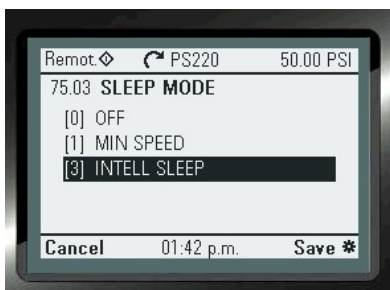 Remot. PS220 50.00 PSI
75.03 SLEEP MODE
[0] OFF
[1] MIN SPEED
[3] INTELL SLEEP
Cancel 01:42 p.m. Save